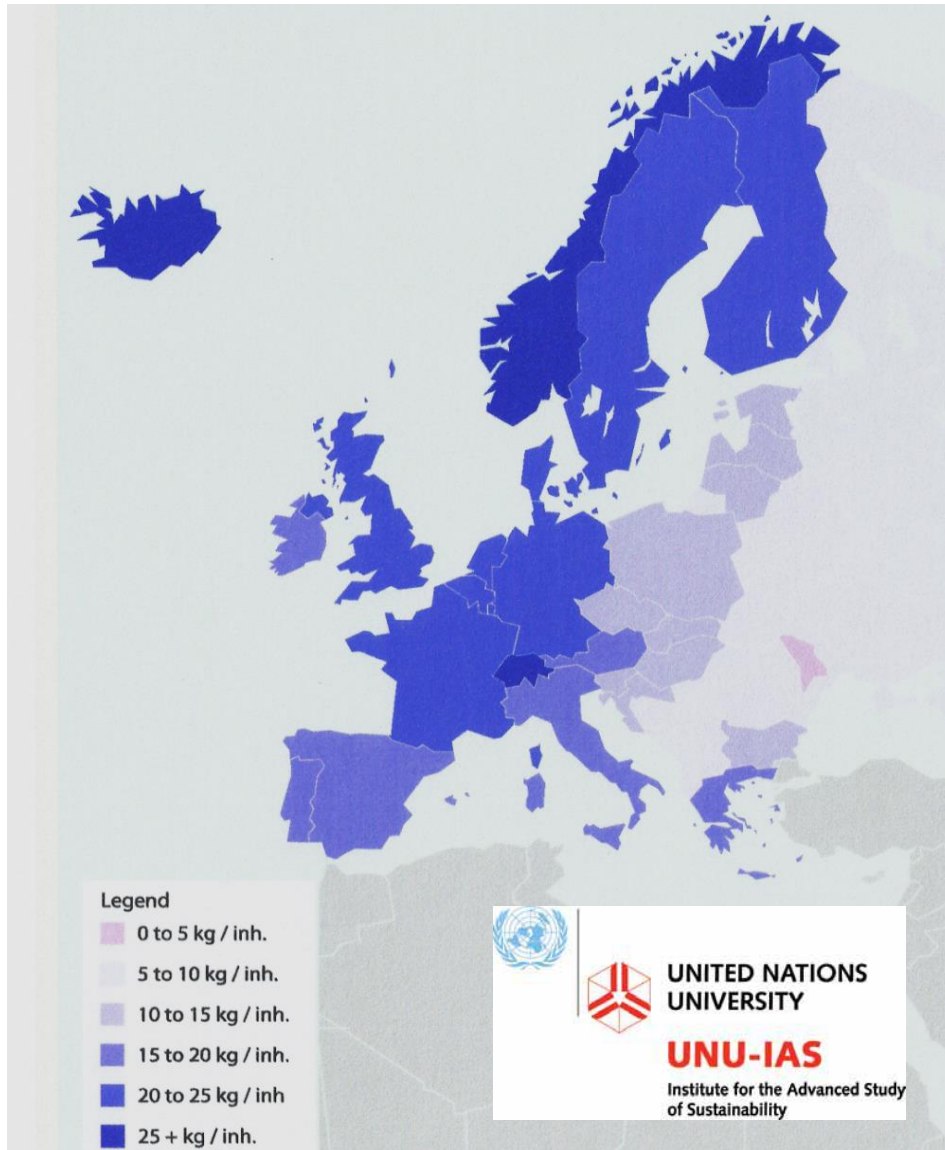 Legend
0 to 5 kg / inh.
5 to 10 kg / inh.
10 to 15 kg / inh.
15 to 20 kg / inh.
20 to 25 kg / inh
25 + kg / inh.
UNITED NATIONS
UNIVERSITY
UNU-IAS
Institute for the Advanced Study
of Sustainability